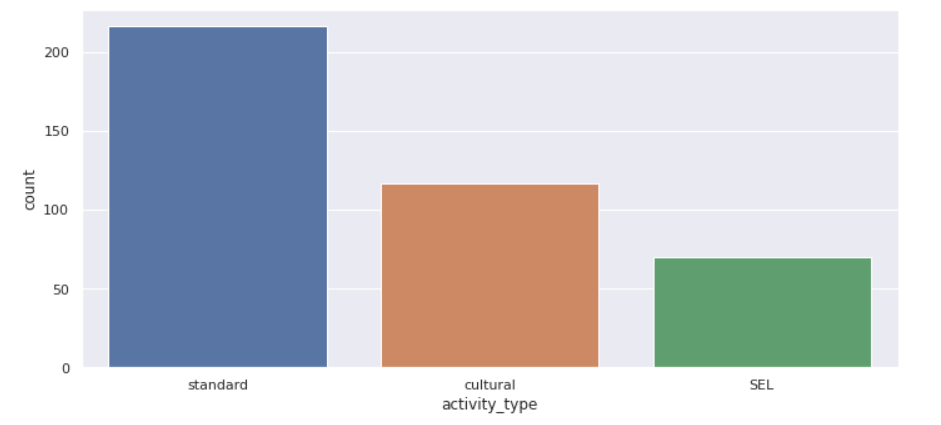 200
150
100
50
0
count
standard cultural SEL
activity_type